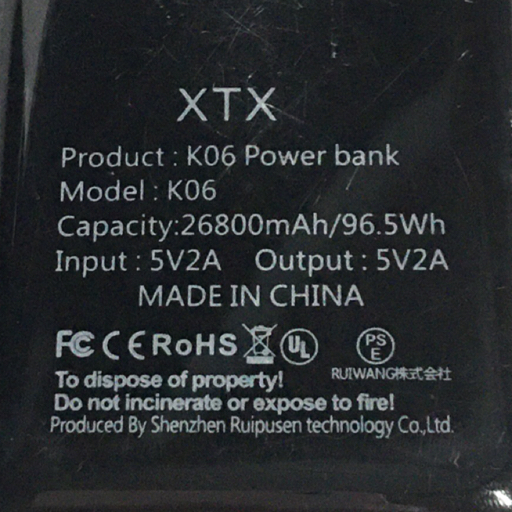 XTX
Product : K06 Power bank
Model : K06
Capacity:26800mAh/96.5Wh
Input : 5V2A Output : 5V2A
MADE IN CHINA
FC CE RoHS UL PSE
RUIWANG株式会社
To dispose of property!
Do not incinerate or expose to fire!
Produced By Shenzhen Ruipusen technology Co.,Ltd.